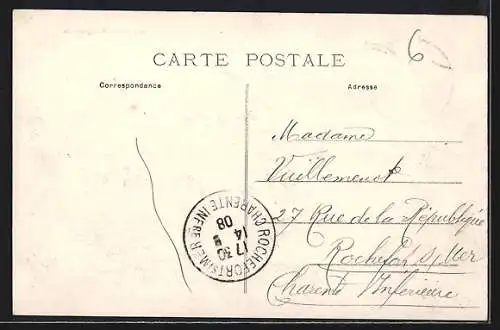 CARTE POSTALE
6
Correspondance
Adresse
Madame
Vuillemenot
27 Rue de la République
Rochefort s/Mer
Charente Inférieure
ROCHEFORT S/MER
CHARENTE INFRE
17 30
14
08